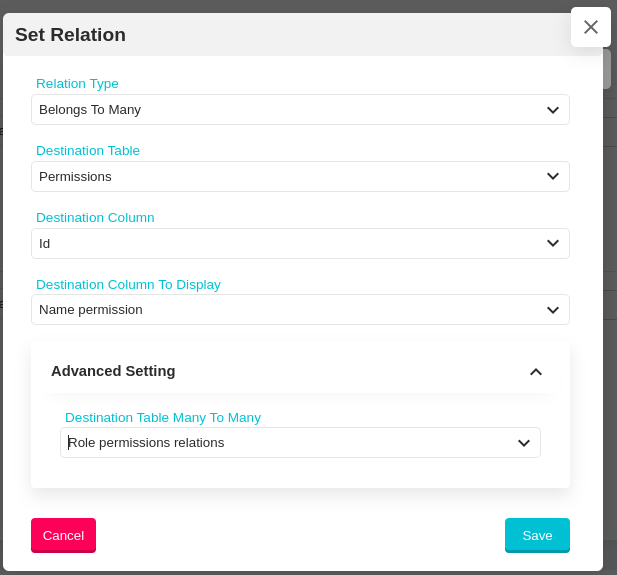 Set Relation
Relation Type
Belongs To Many
Destination Table
Permissions
Destination Column
Id
Destination Column To Display
Name permission
Advanced Setting
Destination Table Many To Many
Role permissions relations
Cancel
Save